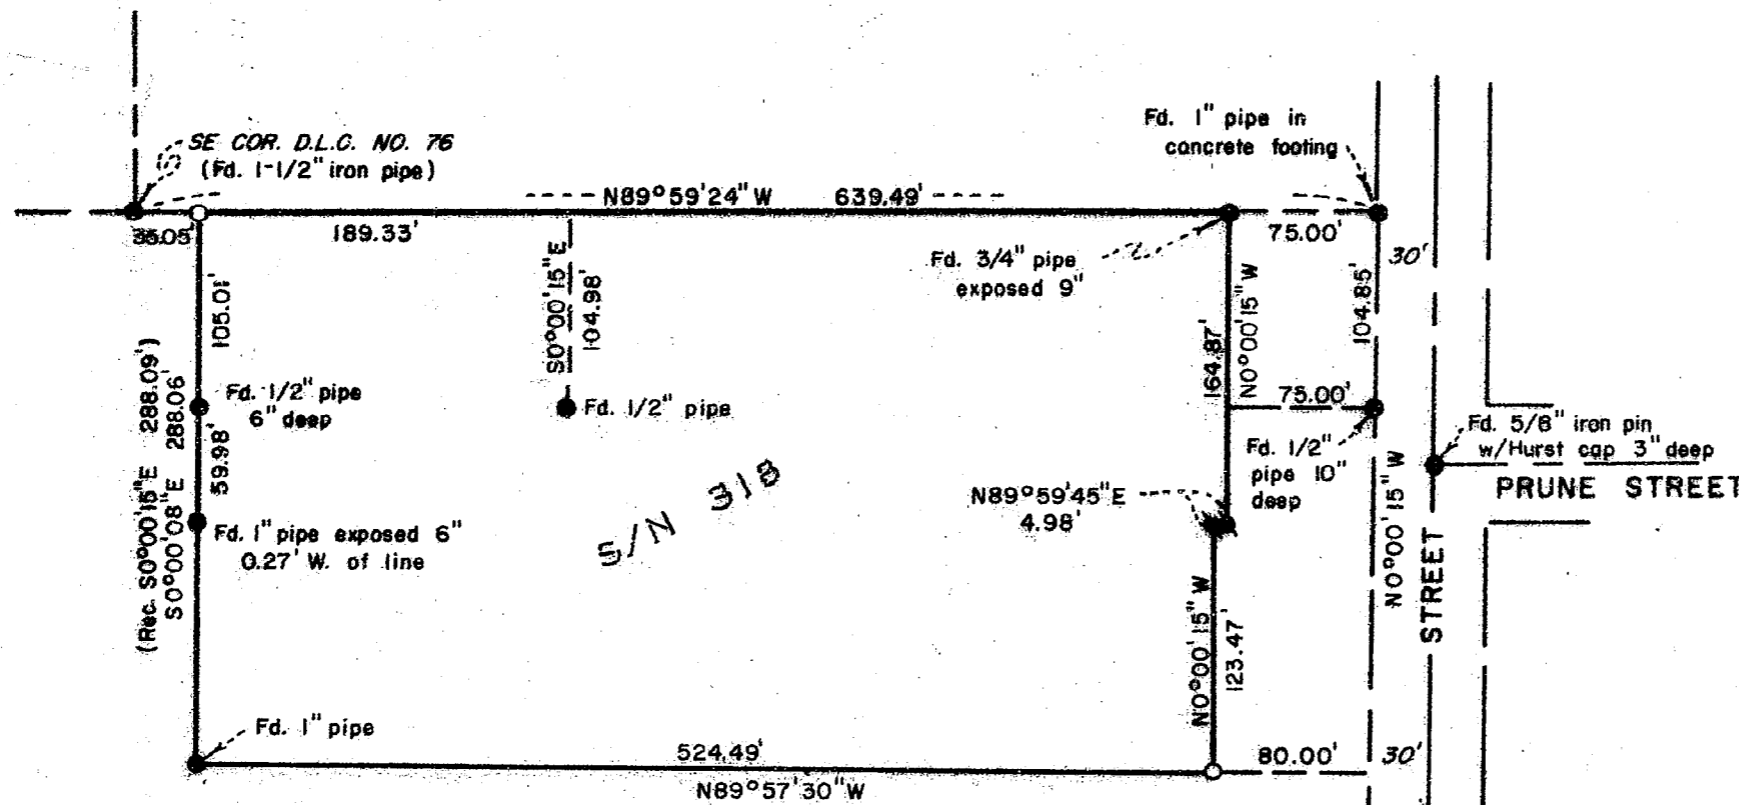 SE COR. D.L.C. NO. 76
(Fd. 1-1/2" iron pipe)
Fd. 1" pipe in
concrete footing
N89°59'24"W 639.49'
35.05'
189.33'
75.00'
30'
Fd. 3/4" pipe
exposed 9"
S0°00'15"E
104.98'
105.01'
164.87'
N0°00'15"W
104.85'
(Rec. S0°00'15"E 288.09')
S0°00'08"E 288.06'
Fd. 1/2" pipe
6" deep
Fd. 1/2" pipe
75.00'
59.98'
Fd. 5/8" iron pin
w/Hurst cap 3" deep
PRUNE STREET
Fd. 1/2"
pipe 10"
deep
N89°59'45"E
4.98'
S/N 318
Fd. 1" pipe exposed 6"
0.27' W. of line
N0°00'15"W
STREET
N0°00'15"W
123.47'
Fd. 1" pipe
524.49'
N89°57'30"W
80.00'
30'